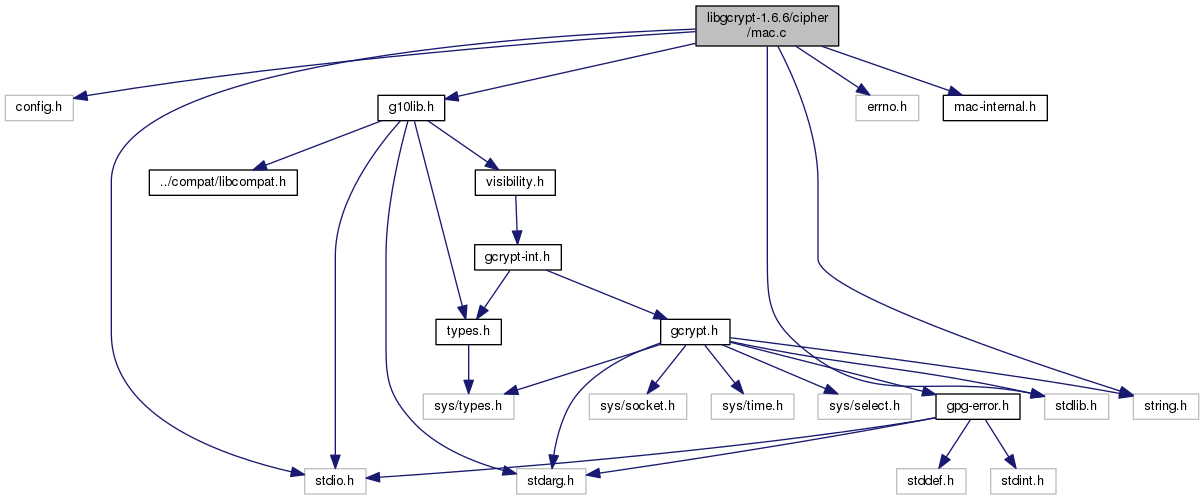 libgcrypt-1.6.6/cipher
/mac.c
config.h
g10lib.h
errno.h
mac-internal.h
../compat/libcompat.h
visibility.h
gcrypt-int.h
types.h
gcrypt.h
sys/types.h
sys/socket.h
sys/time.h
sys/select.h
gpg-error.h
stdlib.h
string.h
stdio.h
stdarg.h
stddef.h
stdint.h